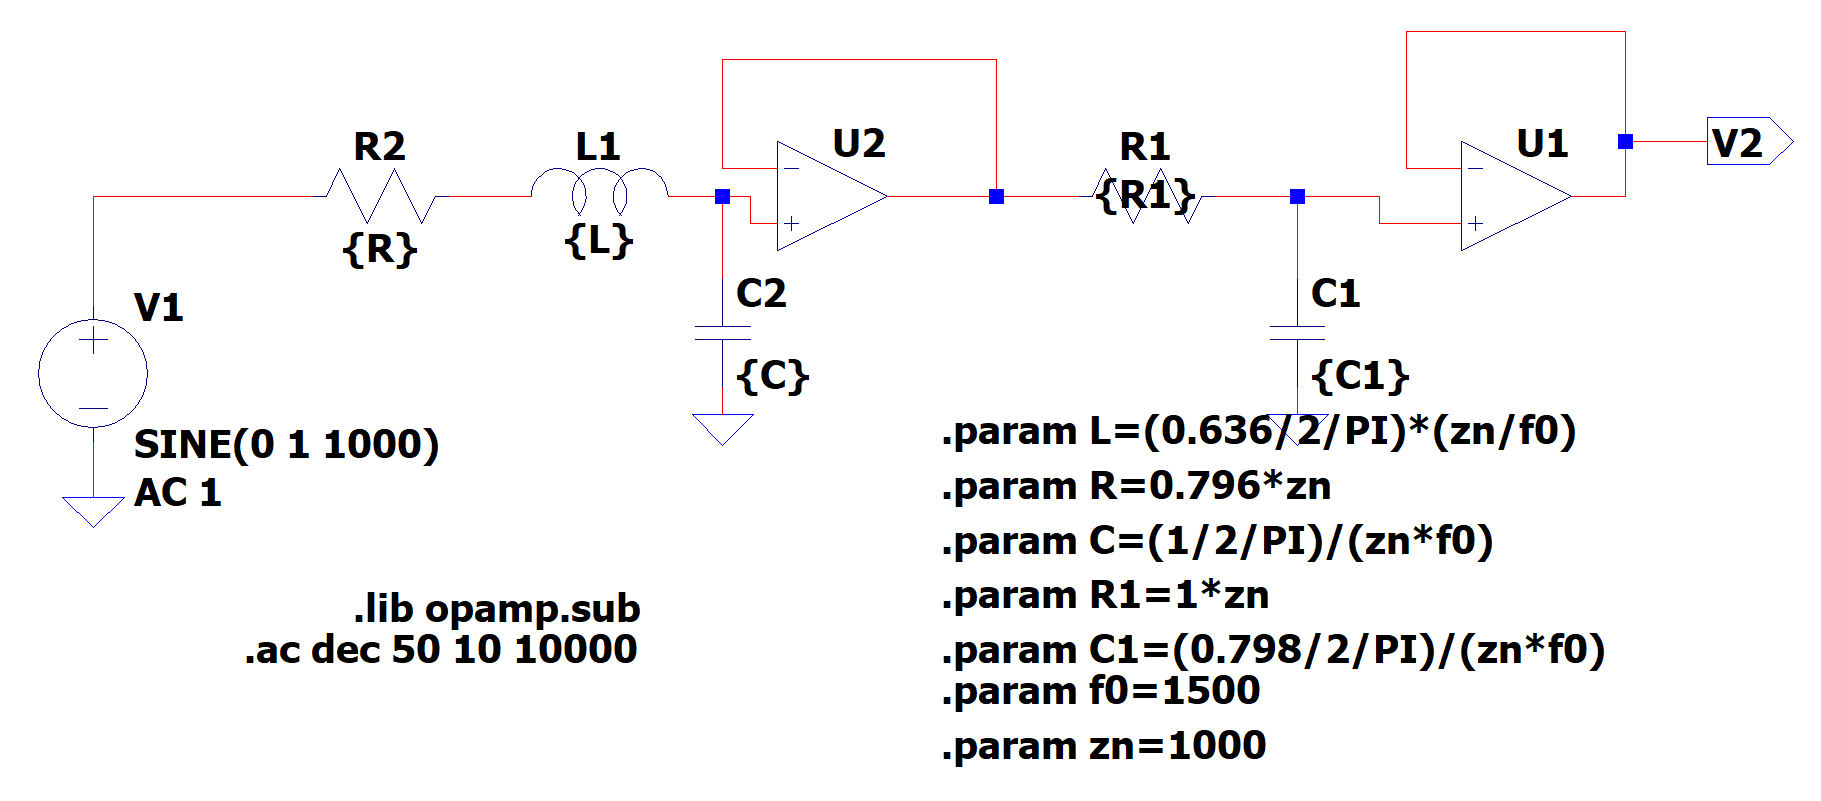 R2
{R}
L1
{L}
U2
R1
{R1}
U1
V2
V1
SINE(0 1 1000)
AC 1
C2
{C}
C1
{C1}
.param L=(0.636/2/PI)*(zn/f0)
.param R=0.796*zn
.param C=(1/2/PI)/(zn*f0)
.param R1=1*zn
.param C1=(0.798/2/PI)/(zn*f0)
.param f0=1500
.param zn=1000
.lib opamp.sub
.ac dec 50 10 10000